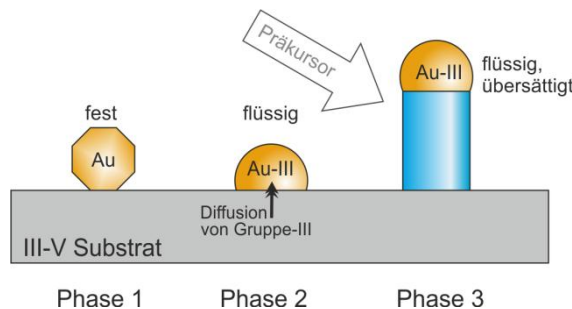 Präkursor
fest
Au
flüssig
Au-III
Au-III
flüssig,
übersättigt
Diffusion
von Gruppe-III
III-V Substrat
Phase 1
Phase 2
Phase 3